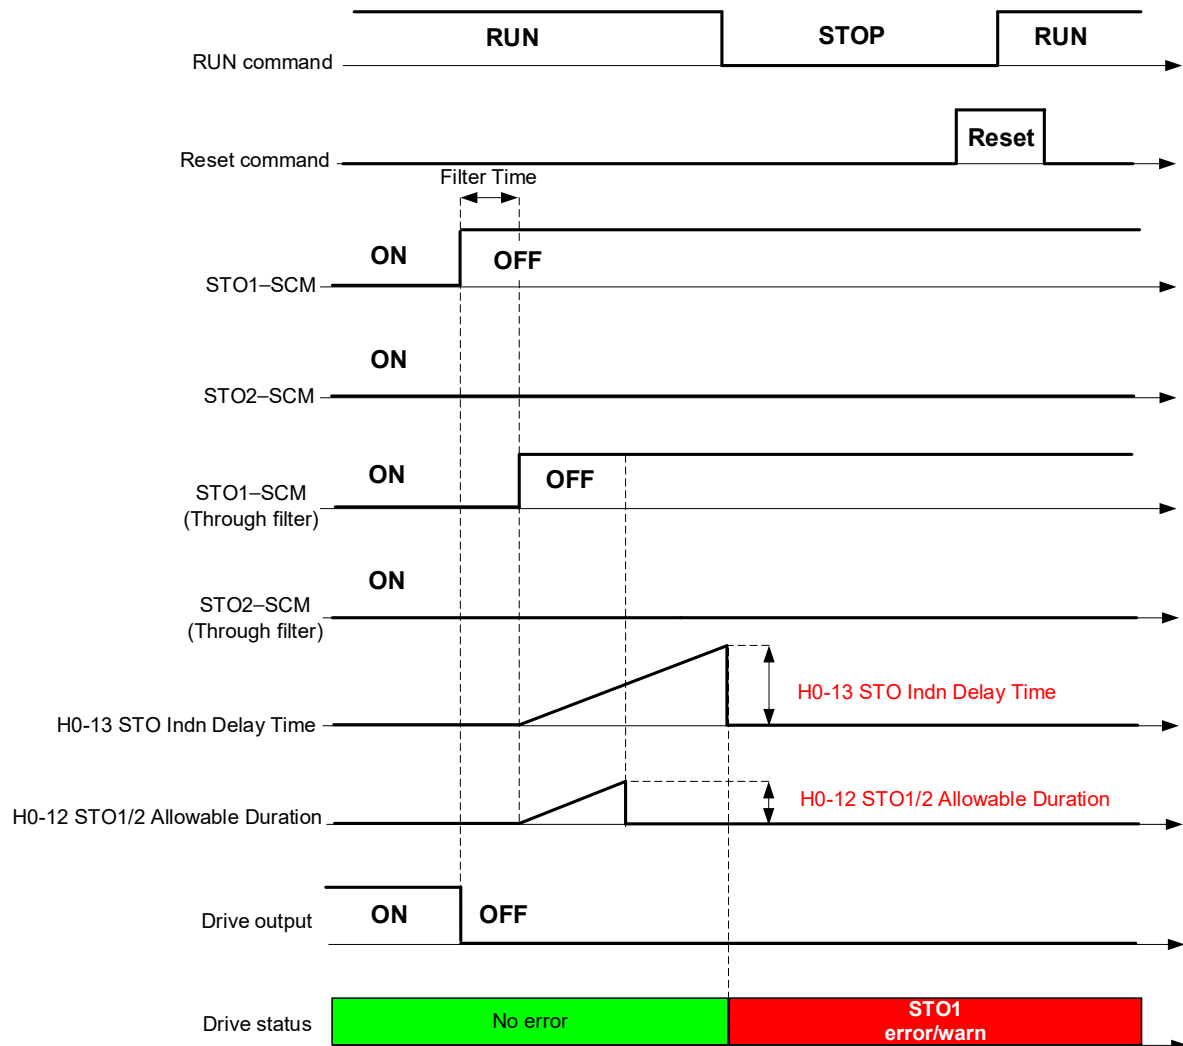 RUN
STOP
RUN
RUN command
Reset
Reset command
Filter Time
ON
OFF
STO1–SCM
ON
STO2–SCM
ON
OFF
STO1–SCM
(Through filter)
ON
STO2–SCM
(Through filter)
H0-13 STO Indn Delay Time
H0-13 STO Indn Delay Time
H0-12 STO1/2 Allowable Duration
H0-12 STO1/2 Allowable Duration
ON
OFF
Drive output
Drive status
No error
STO1
error/warn